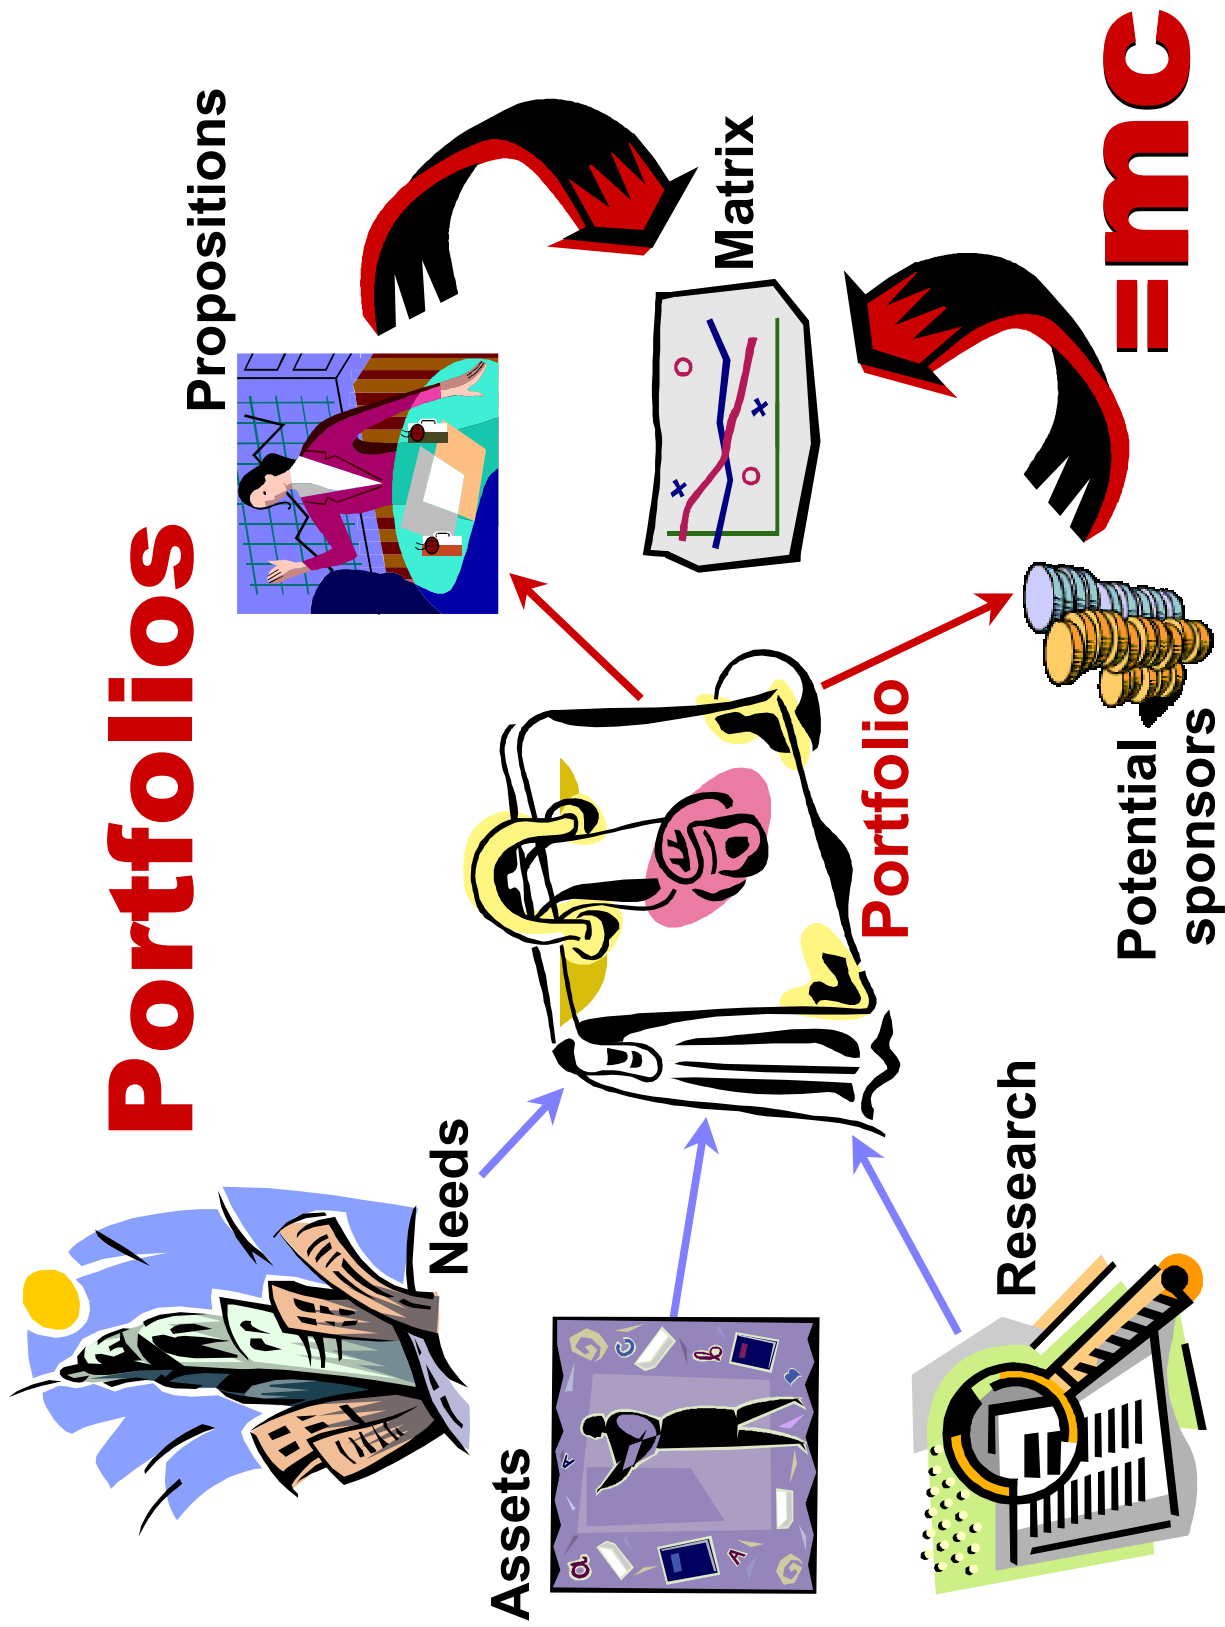 Portfolios
Needs
Propositions
Assets
Matrix
Portfolio
Research
Potential
sponsors
=mc